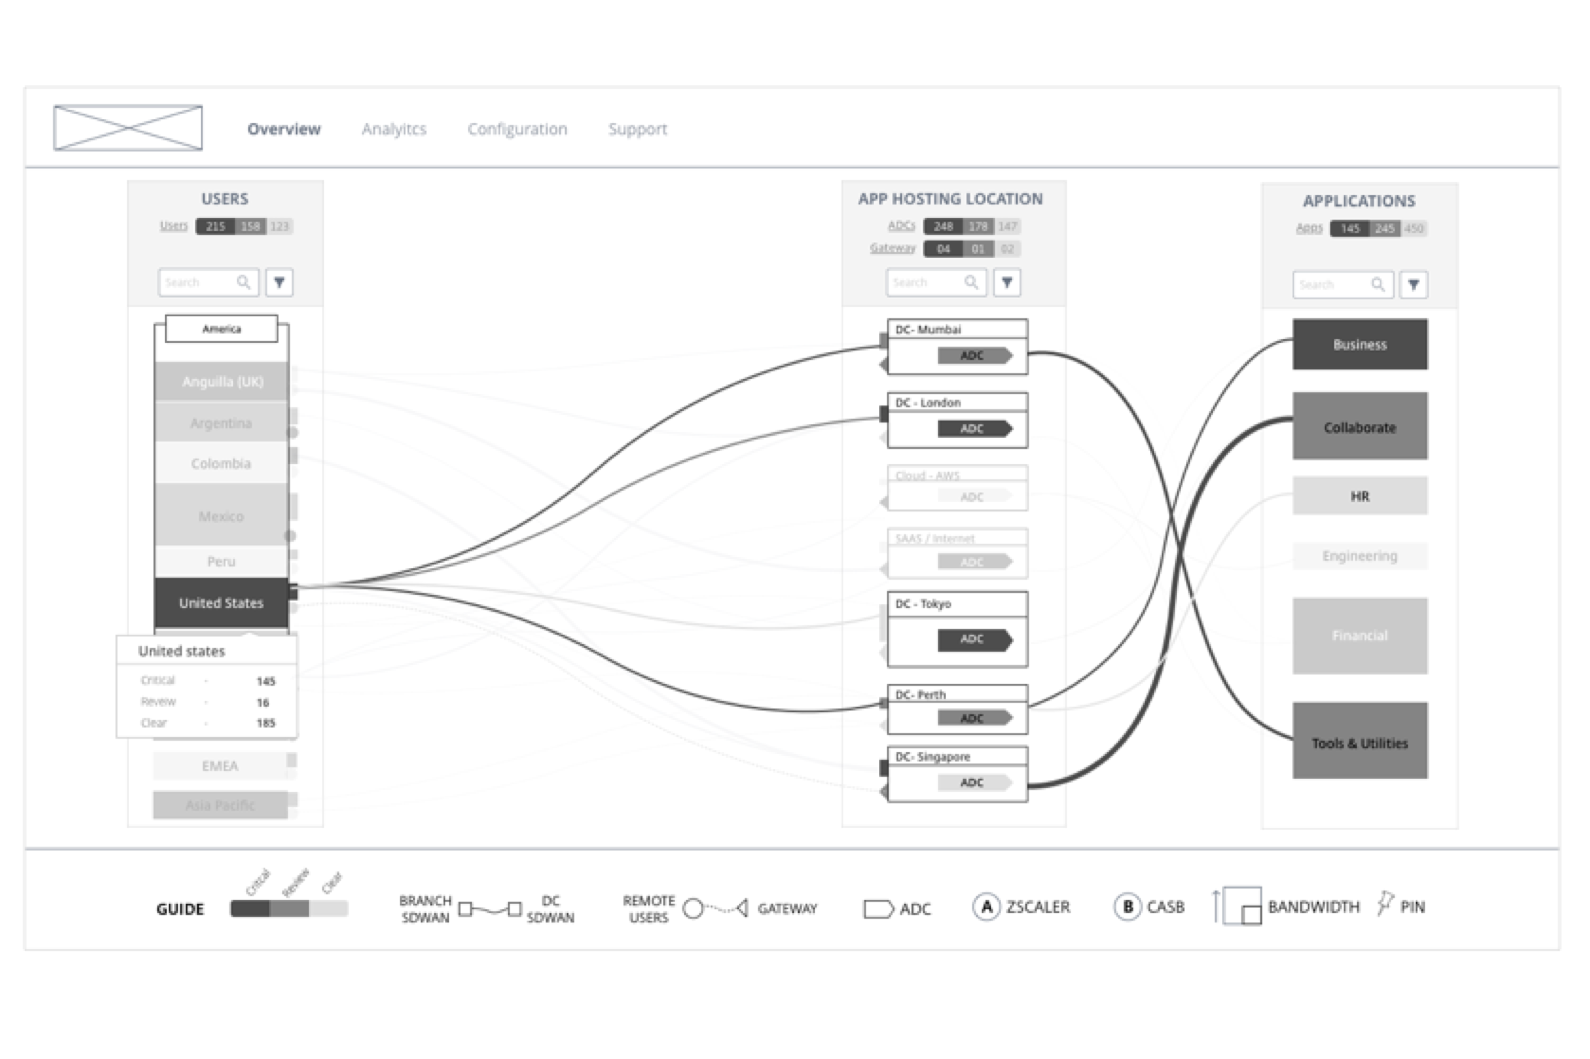 Overview Analyitcs Configuration Support
USERS
Users 215 158 123
Search
America
Anguilla (UK)
Argentina
Colombia
Mexico
Peru
United States
United states
Critical - 145
Reveiw - 16
Clear - 185
EMEA
Asia Pacific
APP HOSTING LOCATION
ADCs 248 178 147
Gateway 04 01 02
Search
DC- Mumbai
ADC
DC - London
ADC
Cloud - AWS
ADC
SAAS / Internet
ADC
DC - Tokyo
ADC
DC- Perth
ADC
DC- Singapore
ADC
APPLICATIONS
Apps 145 245 450
Search
Business
Collaborate
HR
Engineering
Financial
Tools & Utilities
GUIDE
Critcal
Review
Clear
BRANCH
SDWAN
DC
SDWAN
REMOTE
USERS
GATEWAY
ADC
A ZSCALER
B CASB
BANDWIDTH
PIN